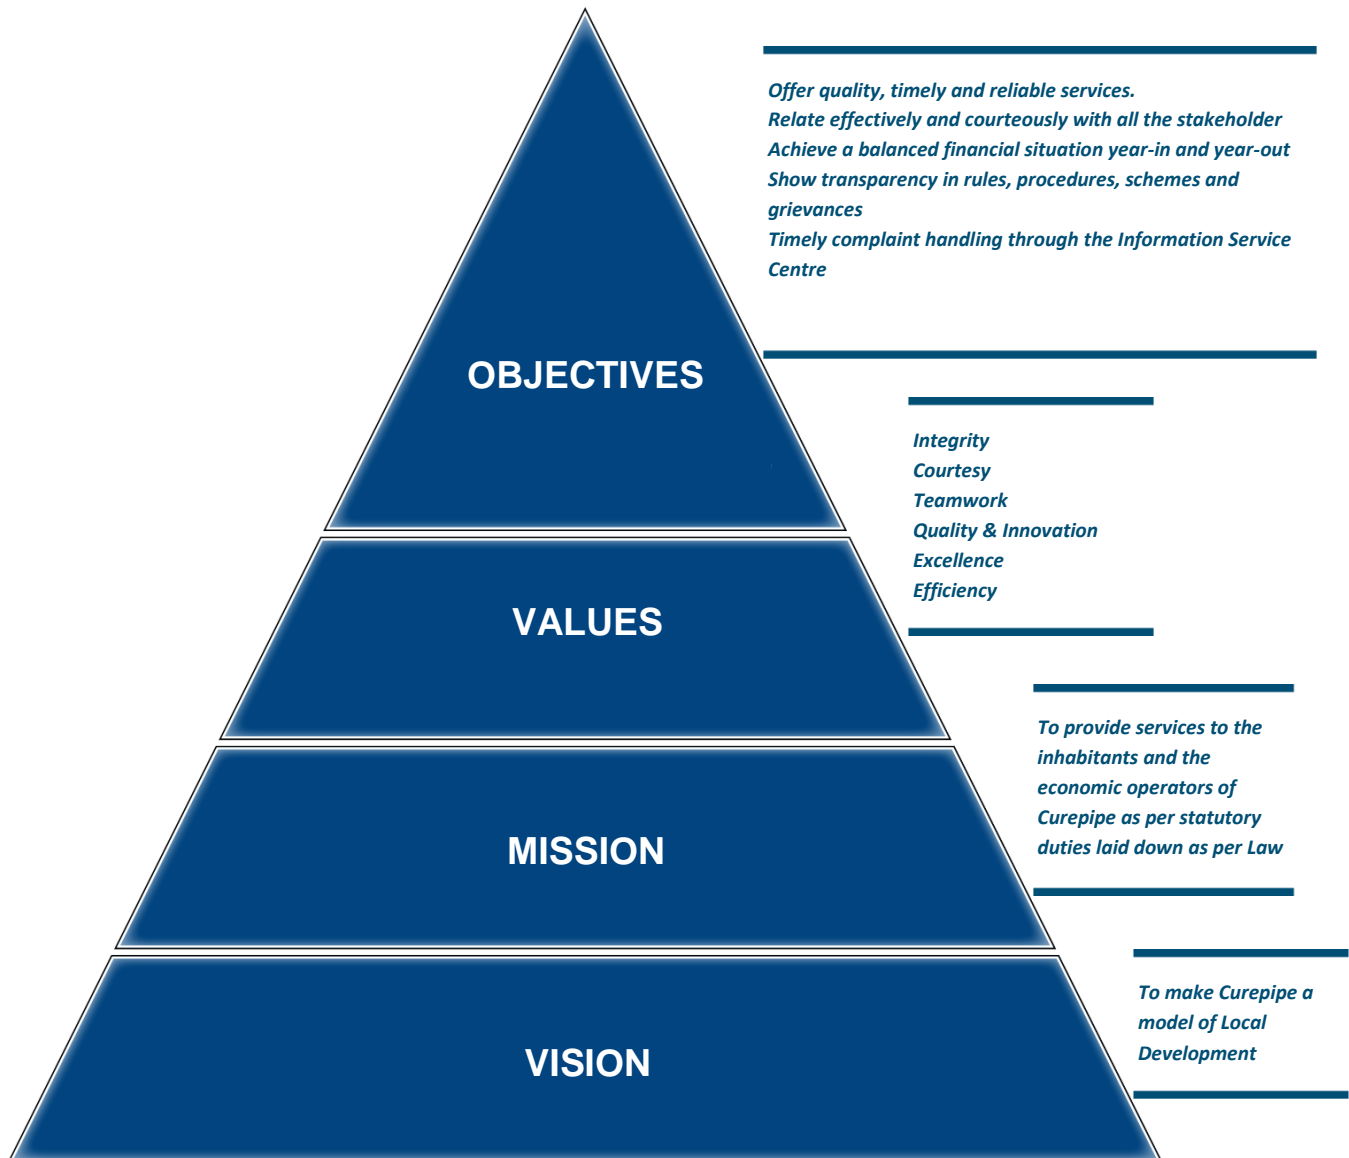 Offer quality, timely and reliable services.
Relate effectively and courteously with all the stakeholder
Achieve a balanced financial situation year-in and year-out
Show transparency in rules, procedures, schemes and
grievances
Timely complaint handling through the Information Service
Centre
OBJECTIVES
Integrity
Courtesy
Teamwork
Quality & Innovation
Excellence
Efficiency
VALUES
To provide services to the
inhabitants and the
economic operators of
Curepipe as per statutory
duties laid down as per Law
MISSION
To make Curepipe a
model of Local
Development
VISION